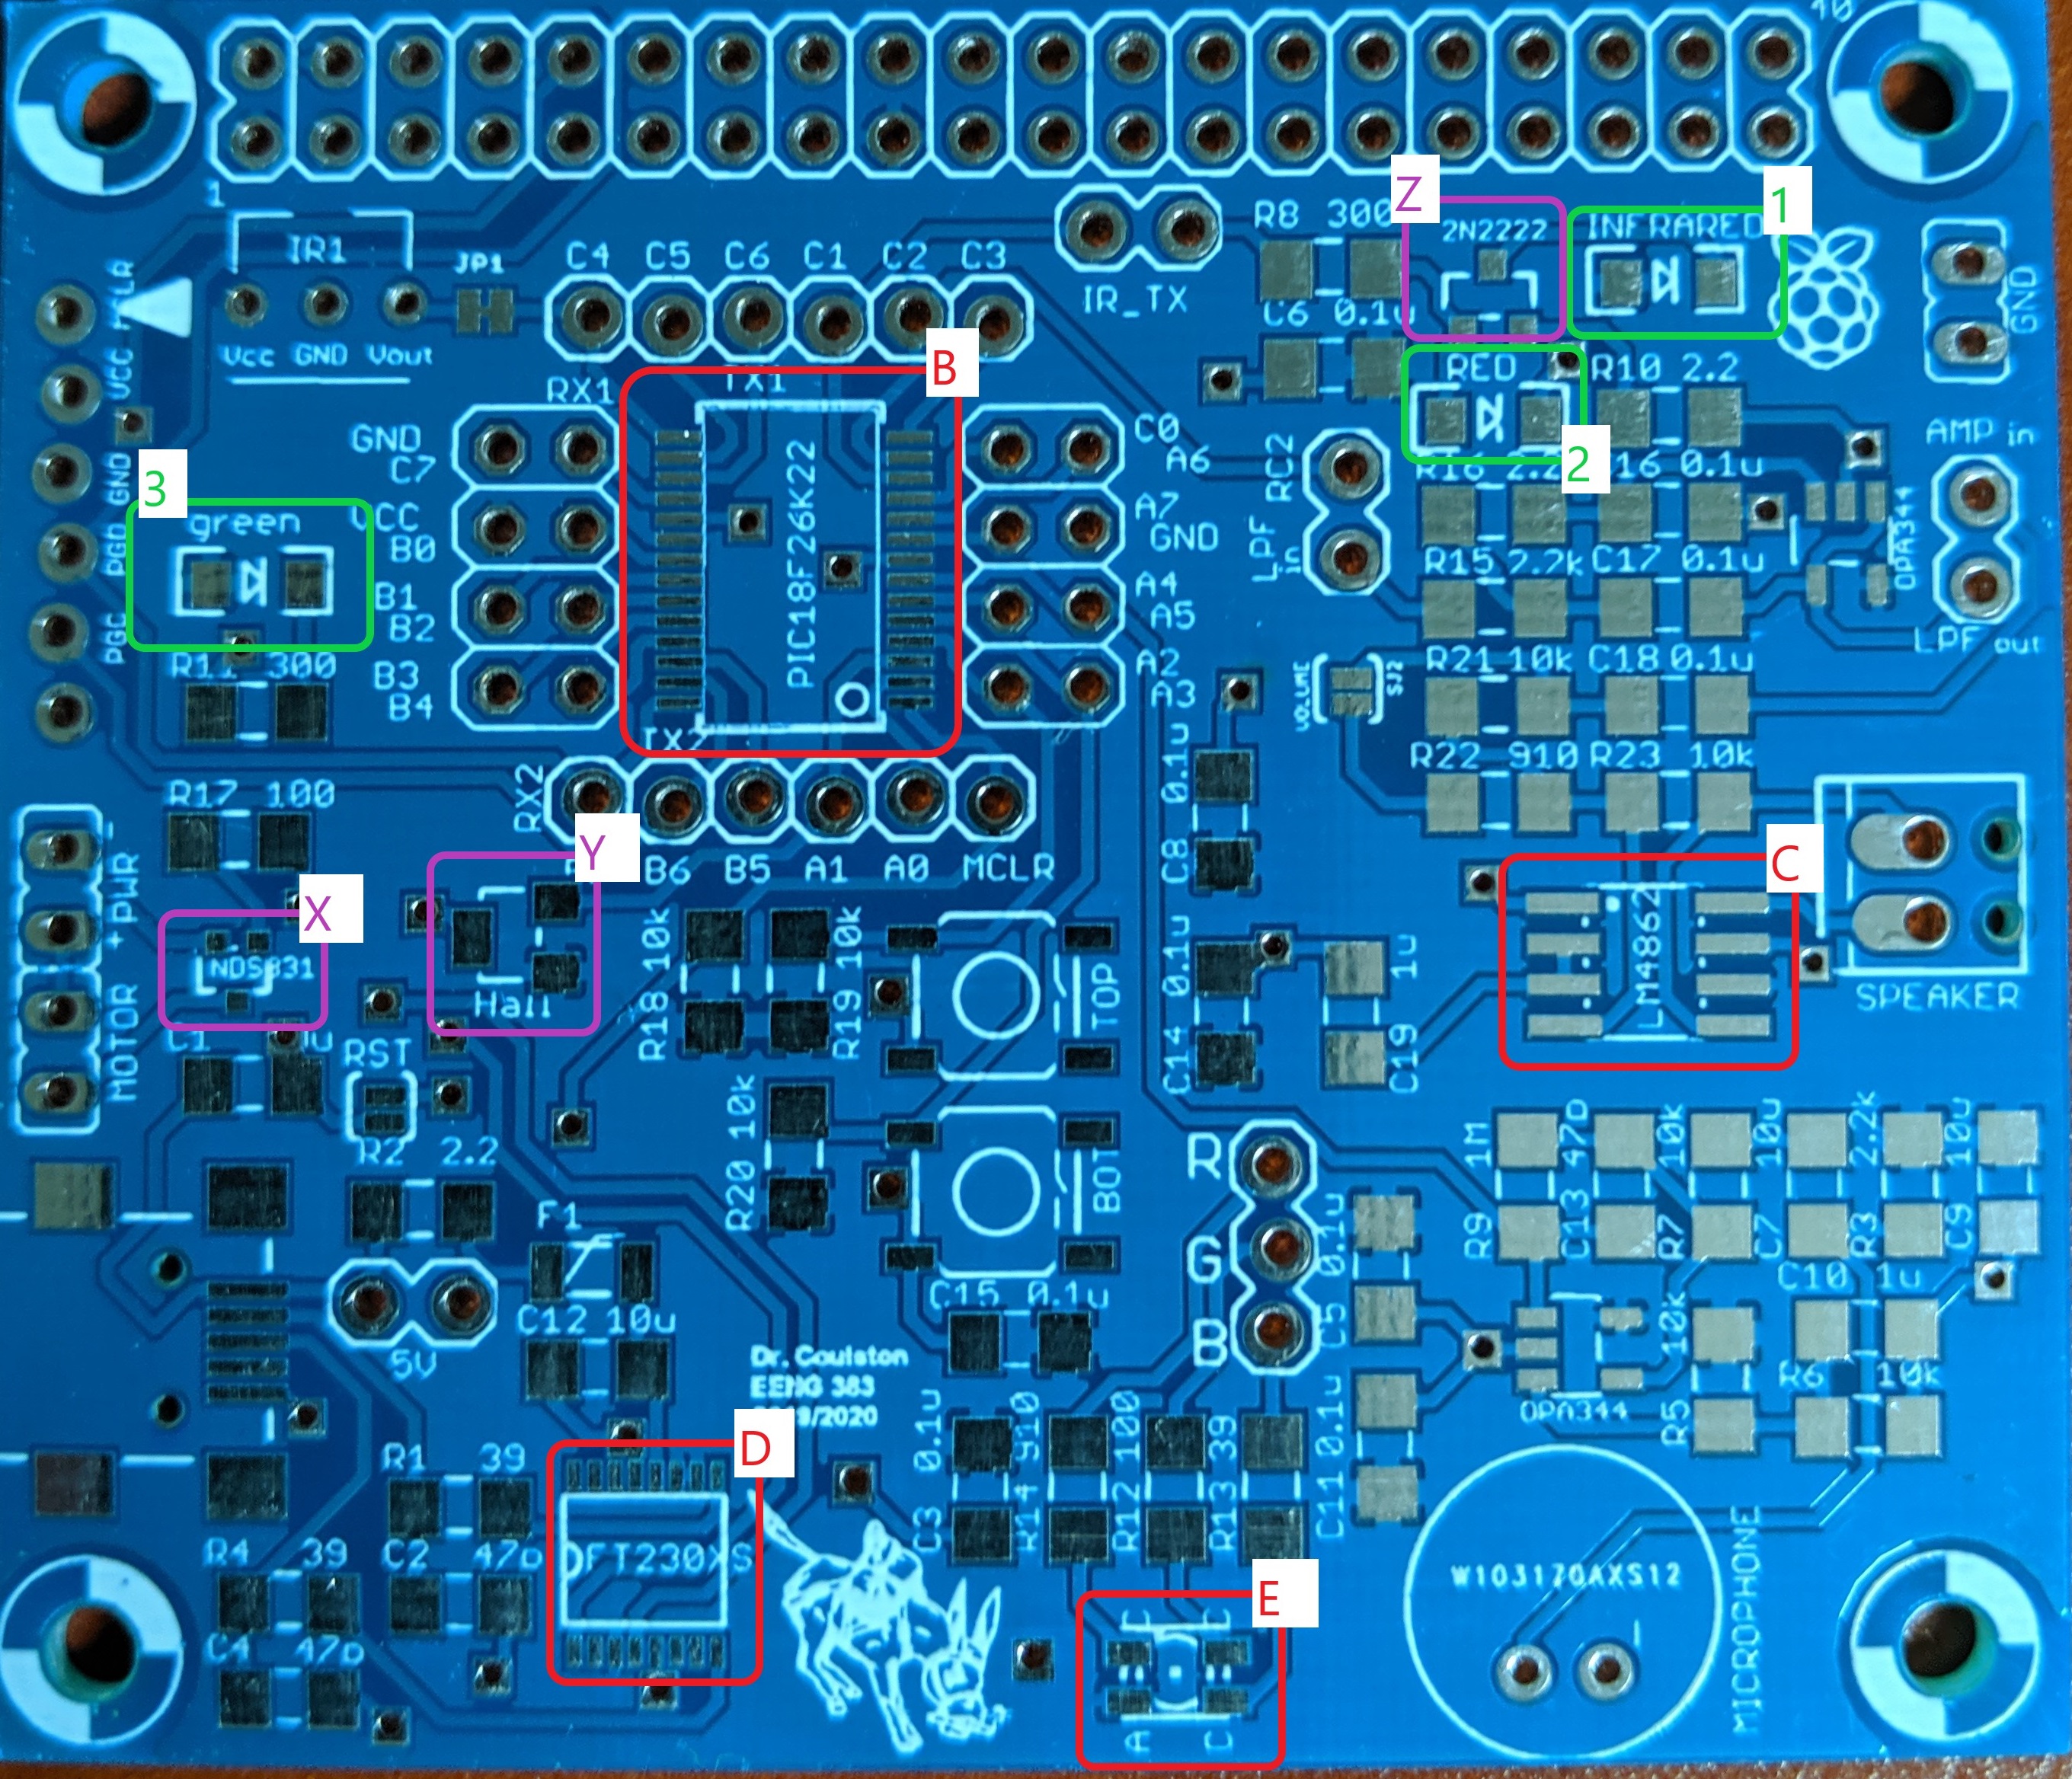 40
1
Z
1
IR1
JP1
C4
C5
C6
C1
C2
C3
IR_TX
R8 300
2N2222
INFRARED
C6 0.1u
MCLR
VCC
GND
PGD
PGC
Vcc
GND
Vout
GND
RX1
TX1
B
RED
R10 2.2
2
3
green
GND
C7
VCC
B0
B1
B2
B3
B4
PIC18F26K22
C0
A6
A7
GND
A4
A5
A2
A3
RC2
LPF
in
R16 2.2k
C16 0.1u
AMP in
OPA344
R15 2.2k
C17 0.1u
LPF out
R11 300
R21 10k
C18 0.1u
VOLUME
SJ2
R22 910
R23 10k
TX2
RX2
B6
B5
A1
A0
MCLR
R17 100
- PWR
+
MOTOR
X
NDS331
Y
Hall
C1
RST
R18 10k
R19 10k
TOP
C8 0.1u
C14 0.1u
C19 1u
C
LM4862
SPEAKER
R2 2.2
R20 10k
BOT
R
G
B
R9 1M
C13 47p
R7 10k
C7 10u
R3 2.2k
C9 10u
F1
C12 10u
5V
C15 0.1u
C5 0.1u
C10 1u
OPA344
R5 10k
R6 10k
Dr. Coulston
EENG 383
/2020
R1 39
D
C3 0.1u
R14 910
R12 100
R13 39
C11 0.1u
R4 39
C2 47p
FT230XS
C4 47p
E
C C
A C
W103170AXS12
MICROPHONE